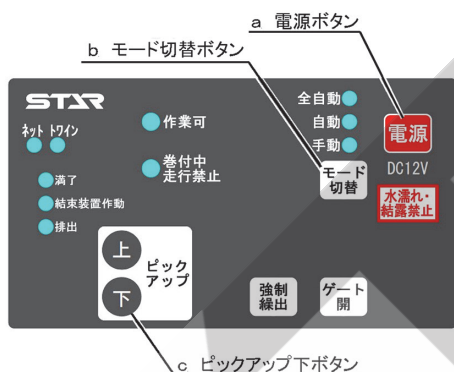 a 電源ボタン
b モード切替ボタン
STAR
全自動
作業可
自動
電源
ネット トワイン
手動
巻付中
走行禁止
モード
切替
DC12V
満了
水濡れ・
結露禁止
結束装置作動
排出
上
ピック
アップ
下
強制
繰出
ゲート
開
c ピックアップ下ボタン